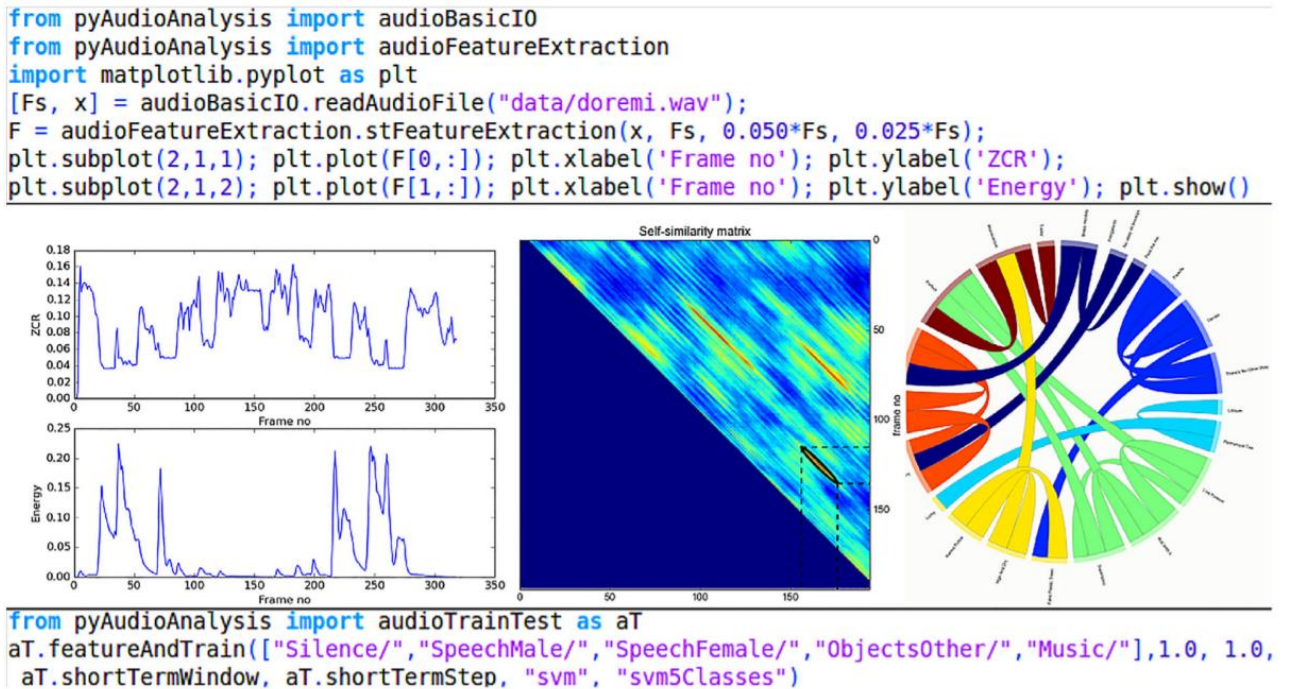 from pyAudioAnalysis import audioBasicIO
from pyAudioAnalysis import audioFeatureExtraction
import matplotlib.pyplot as plt
[Fs, x] = audioBasicIO.readAudioFile("data/doremi.wav");
F = audioFeatureExtraction.stFeatureExtraction(x, Fs, 0.050*Fs, 0.025*Fs);
plt.subplot(2,1,1); plt.plot(F[0,:]); plt.xlabel('Frame no'); plt.ylabel('ZCR');
plt.subplot(2,1,2); plt.plot(F[1,:]); plt.xlabel('Frame no'); plt.ylabel('Energy'); plt.show()
0.18
0.16
0.14
0.12
0.10
0.08
0.06
0.04
0.02
0.00
ZCR
0 50 100 150 200 250 300 350
Frame no
0.25
0.20
0.15
0.10
0.05
0.00
Energy
0 50 100 150 200 250 300 350
Frame no
Self-similarity matrix
0
50
100
150
frame no
0 50 100 150
from pyAudioAnalysis import audioTrainTest as aT
aT.featureAndTrain(["Silence/","SpeechMale/","SpeechFemale/","ObjectsOther/","Music/"],1.0, 1.0,
aT.shortTermWindow, aT.shortTermStep, "svm", "svm5Classes")